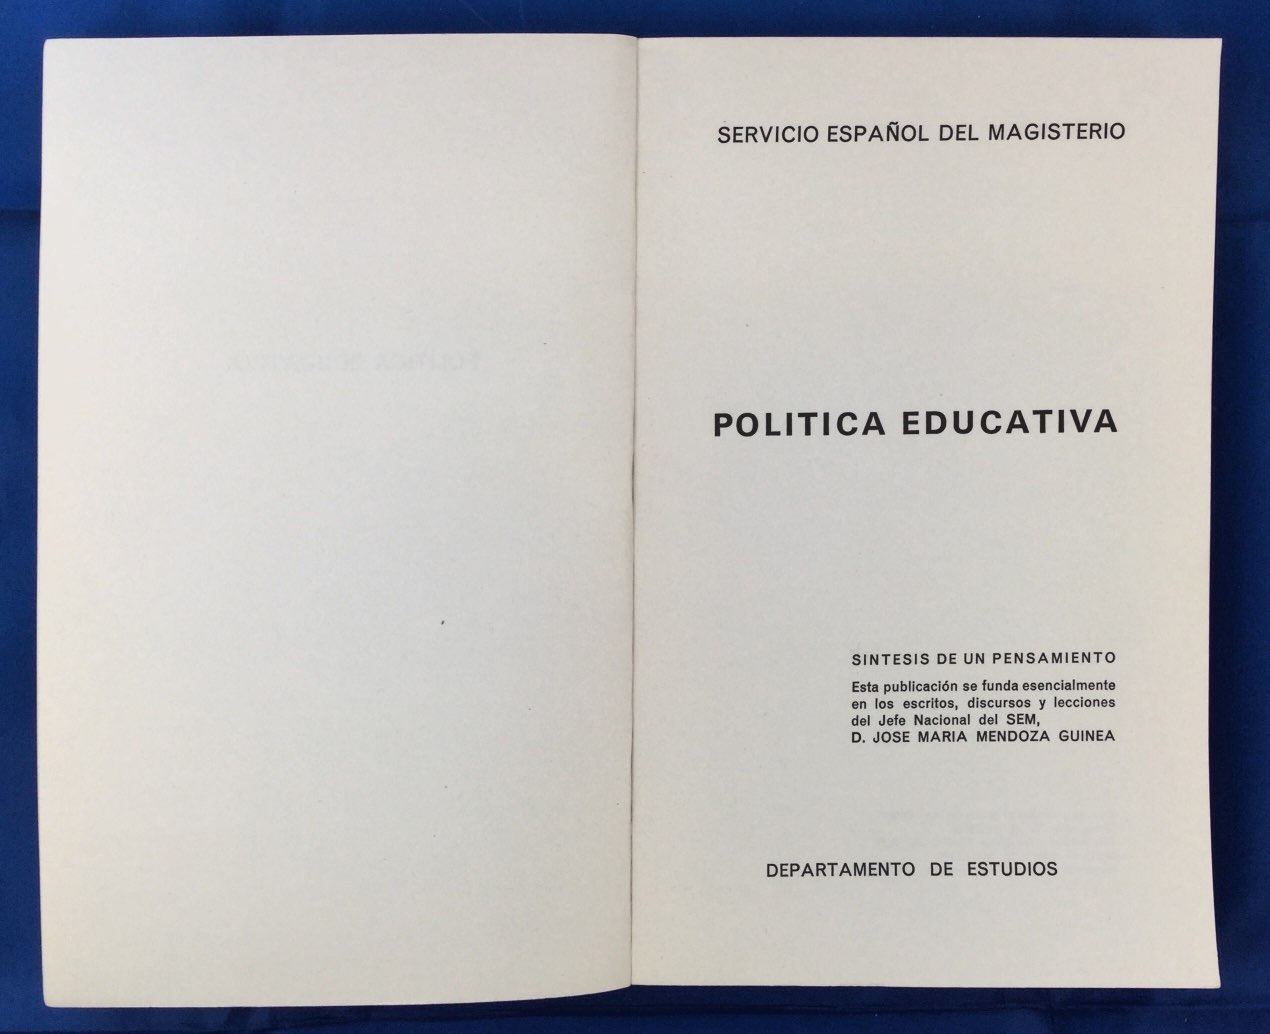 SERVICIO ESPAÑOL DEL MAGISTERIO
POLITICA EDUCATIVA
SINTESIS DE UN PENSAMIENTO
Esta publicación se funda esencialmente
en los escritos, discursos y lecciones
del Jefe Nacional del SEM,
D. JOSE MARIA MENDOZA GUINEA
DEPARTAMENTO DE ESTUDIOS